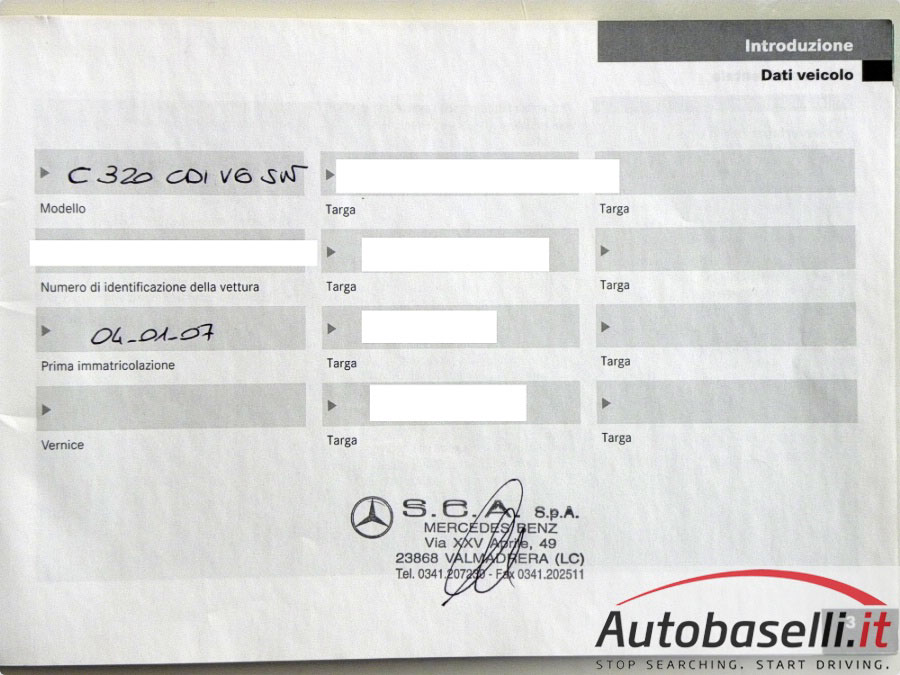 Introduzione
Dati veicolo
C 320 CDI V6 SW
Modello
Targa
Targa
Numero di identificazione della vettura
Targa
Targa
04-01-07
Prima immatricolazione
Targa
Targa
Vernice
Targa
Targa
S.C.A. S.p.A.
MERCEDES BENZ
Via XXV Aprile, 49
23868 VALMADRERA (LC)
Tel. 0341.207230 - Fax 0341.202511
3
Autobaselli.it
STOP SEARCHING. START DRIVING.